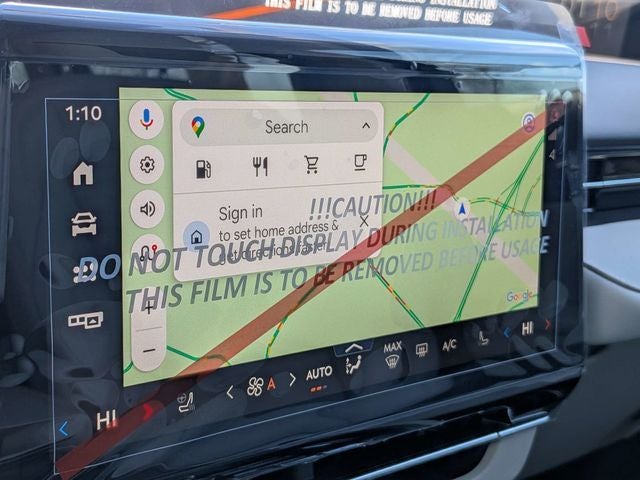 THIS FILM IS TO BE REMOVED BEFORE USAGE
1:10
Search
Sign in
to set home address &
!!!CAUTION!!!
DO NOT TOUCH DISPLAY DURING INSTALLATION
THIS FILM IS TO BE REMOVED BEFORE USAGE
Google
+
−
HI
A
AUTO
MAX
A/C
HI